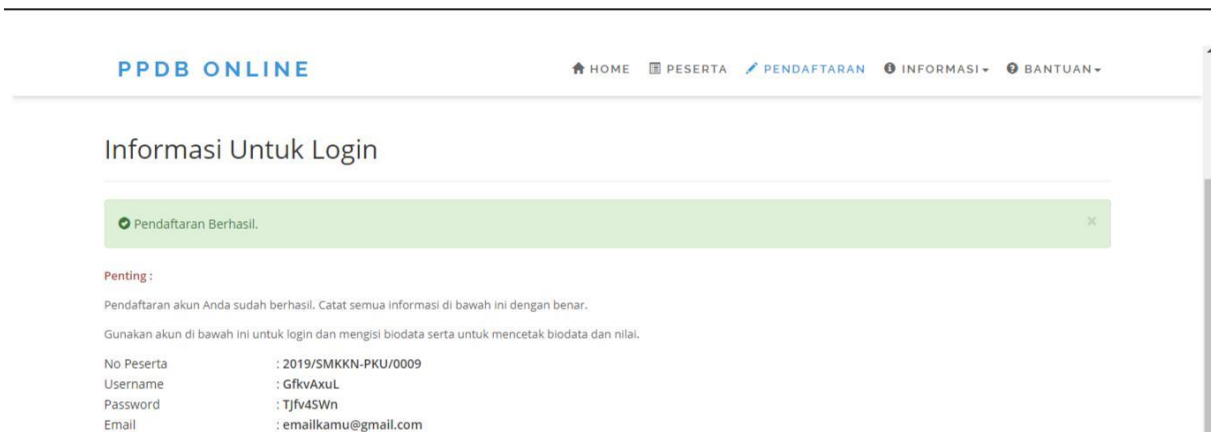 PPDB ONLINE
HOME PESERTA PENDAFTARAN INFORMASI BANTUAN
Informasi Untuk Login
Pendaftaran Berhasil. ×
Penting :
Pendaftaran akun Anda sudah berhasil. Catat semua informasi di bawah ini dengan benar.
Gunakan akun di bawah ini untuk login dan mengisi biodata serta untuk mencetak biodata dan nilai.
No Peserta : 2019/SMKKN-PKU/0009
Username : GfkvAxuL
Password : TJfv4SWn
Email : emailkamu@gmail.com